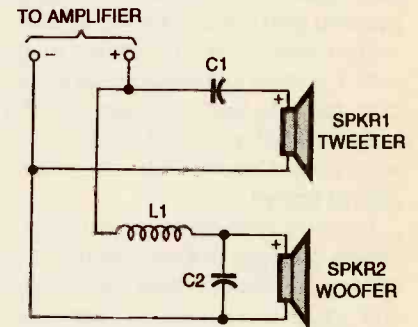 TO AMPLIFIER
− +
C1
+
SPKR1
TWEETER
L1
+
C2
SPKR2
WOOFER